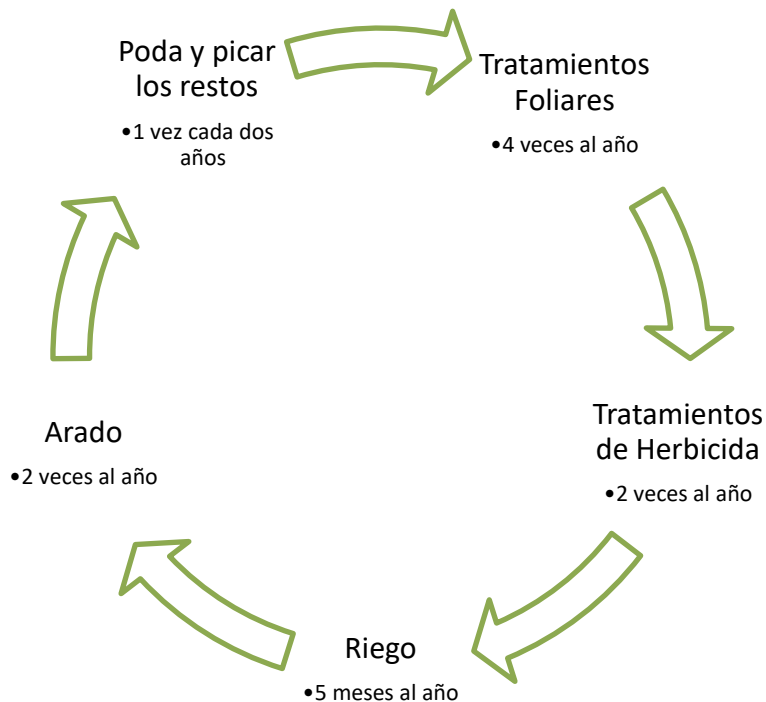 Poda y picar
los restos
•1 vez cada dos
años
Tratamientos
Foliares
•4 veces al año
Tratamientos
de Herbicida
•2 veces al año
Riego
•5 meses al año
Arado
•2 veces al año